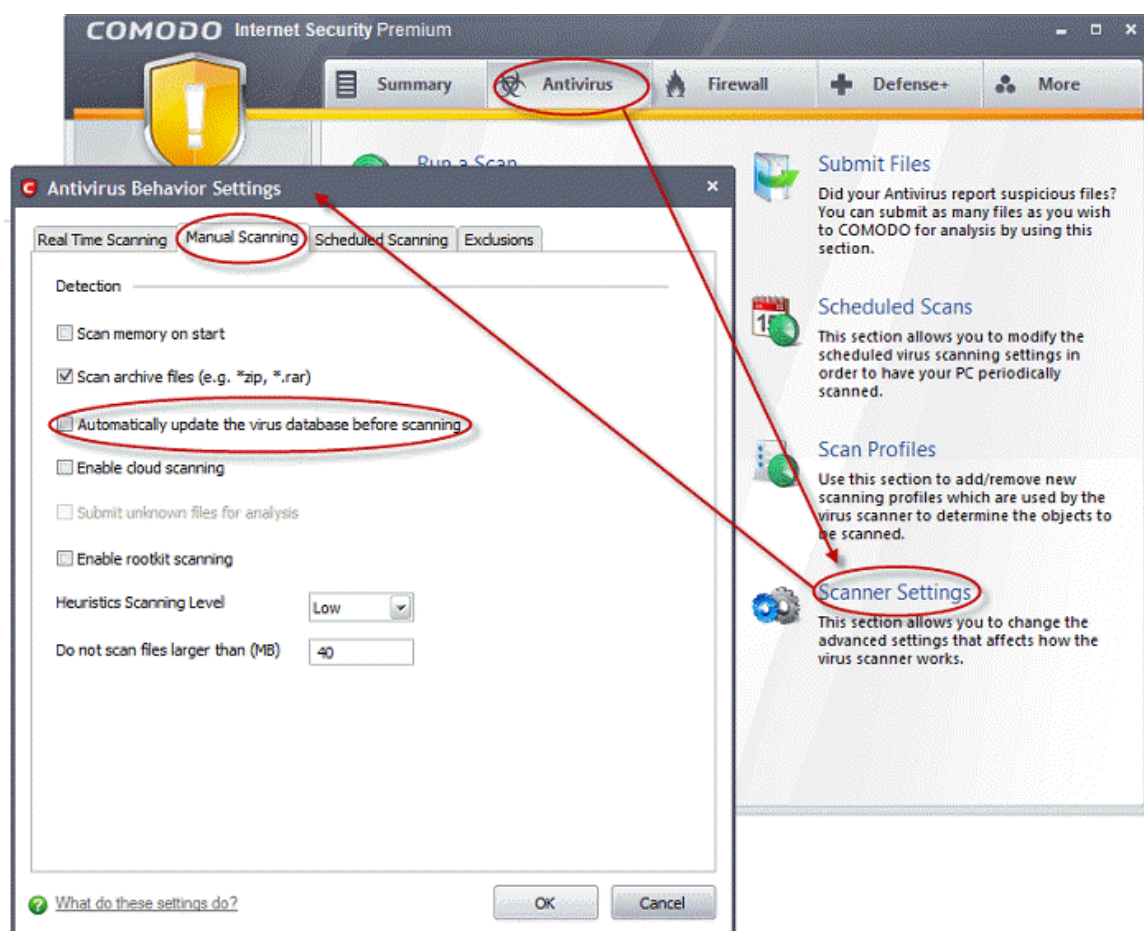 COMODO Internet Security Premium
Summary
Antivirus
Firewall
Defense+
More
Run a Scan
Submit Files
Did your Antivirus report suspicious files?
You can submit as many files as you wish
to COMODO for analysis by using this
section.
Scheduled Scans
This section allows you to modify the
scheduled virus scanning settings in
order to have your PC periodically
scanned.
Scan Profiles
Use this section to add/remove new
scanning profiles which are used by the
virus scanner to determine the objects to
be scanned.
Scanner Settings
This section allows you to change the
advanced settings that affects how the
virus scanner works.
Antivirus Behavior Settings
Real Time Scanning
Manual Scanning
Scheduled Scanning
Exclusions
Detection
Scan memory on start
Scan archive files (e.g. *zip, *.rar)
Automatically update the virus database before scanning
Enable cloud scanning
Submit unknown files for analysis
Enable rootkit scanning
Heuristics Scanning Level
Low
Do not scan files larger than (MB)
40
What do these settings do?
OK
Cancel